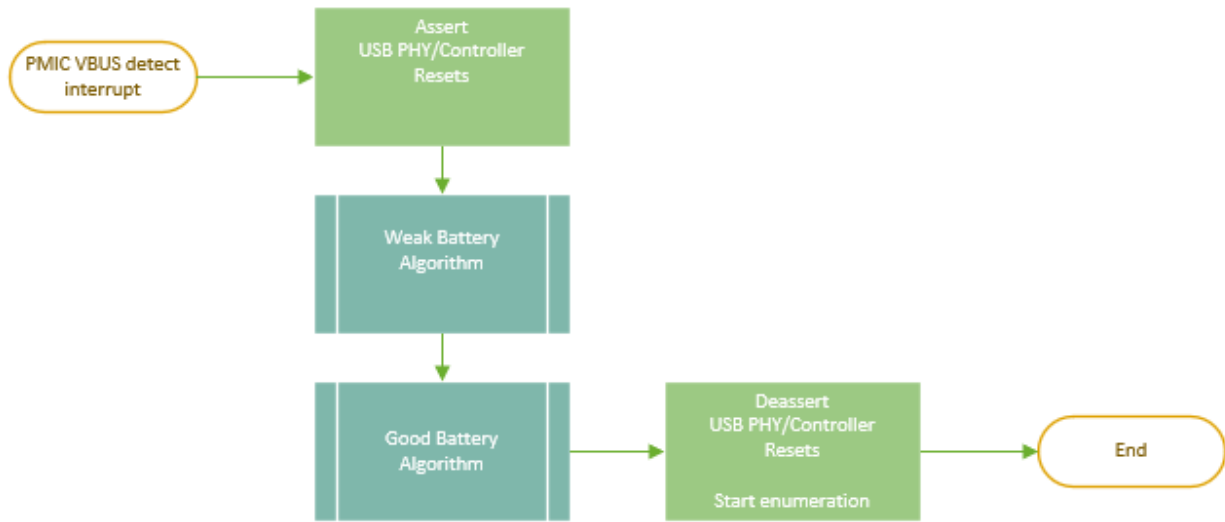 PMIC VBUS detect
interrupt
Assert
USB PHY/Controller
Resets
Weak Battery
Algorithm
Good Battery
Algorithm
Deassert
USB PHY/Controller
Resets
Start enumeration
End